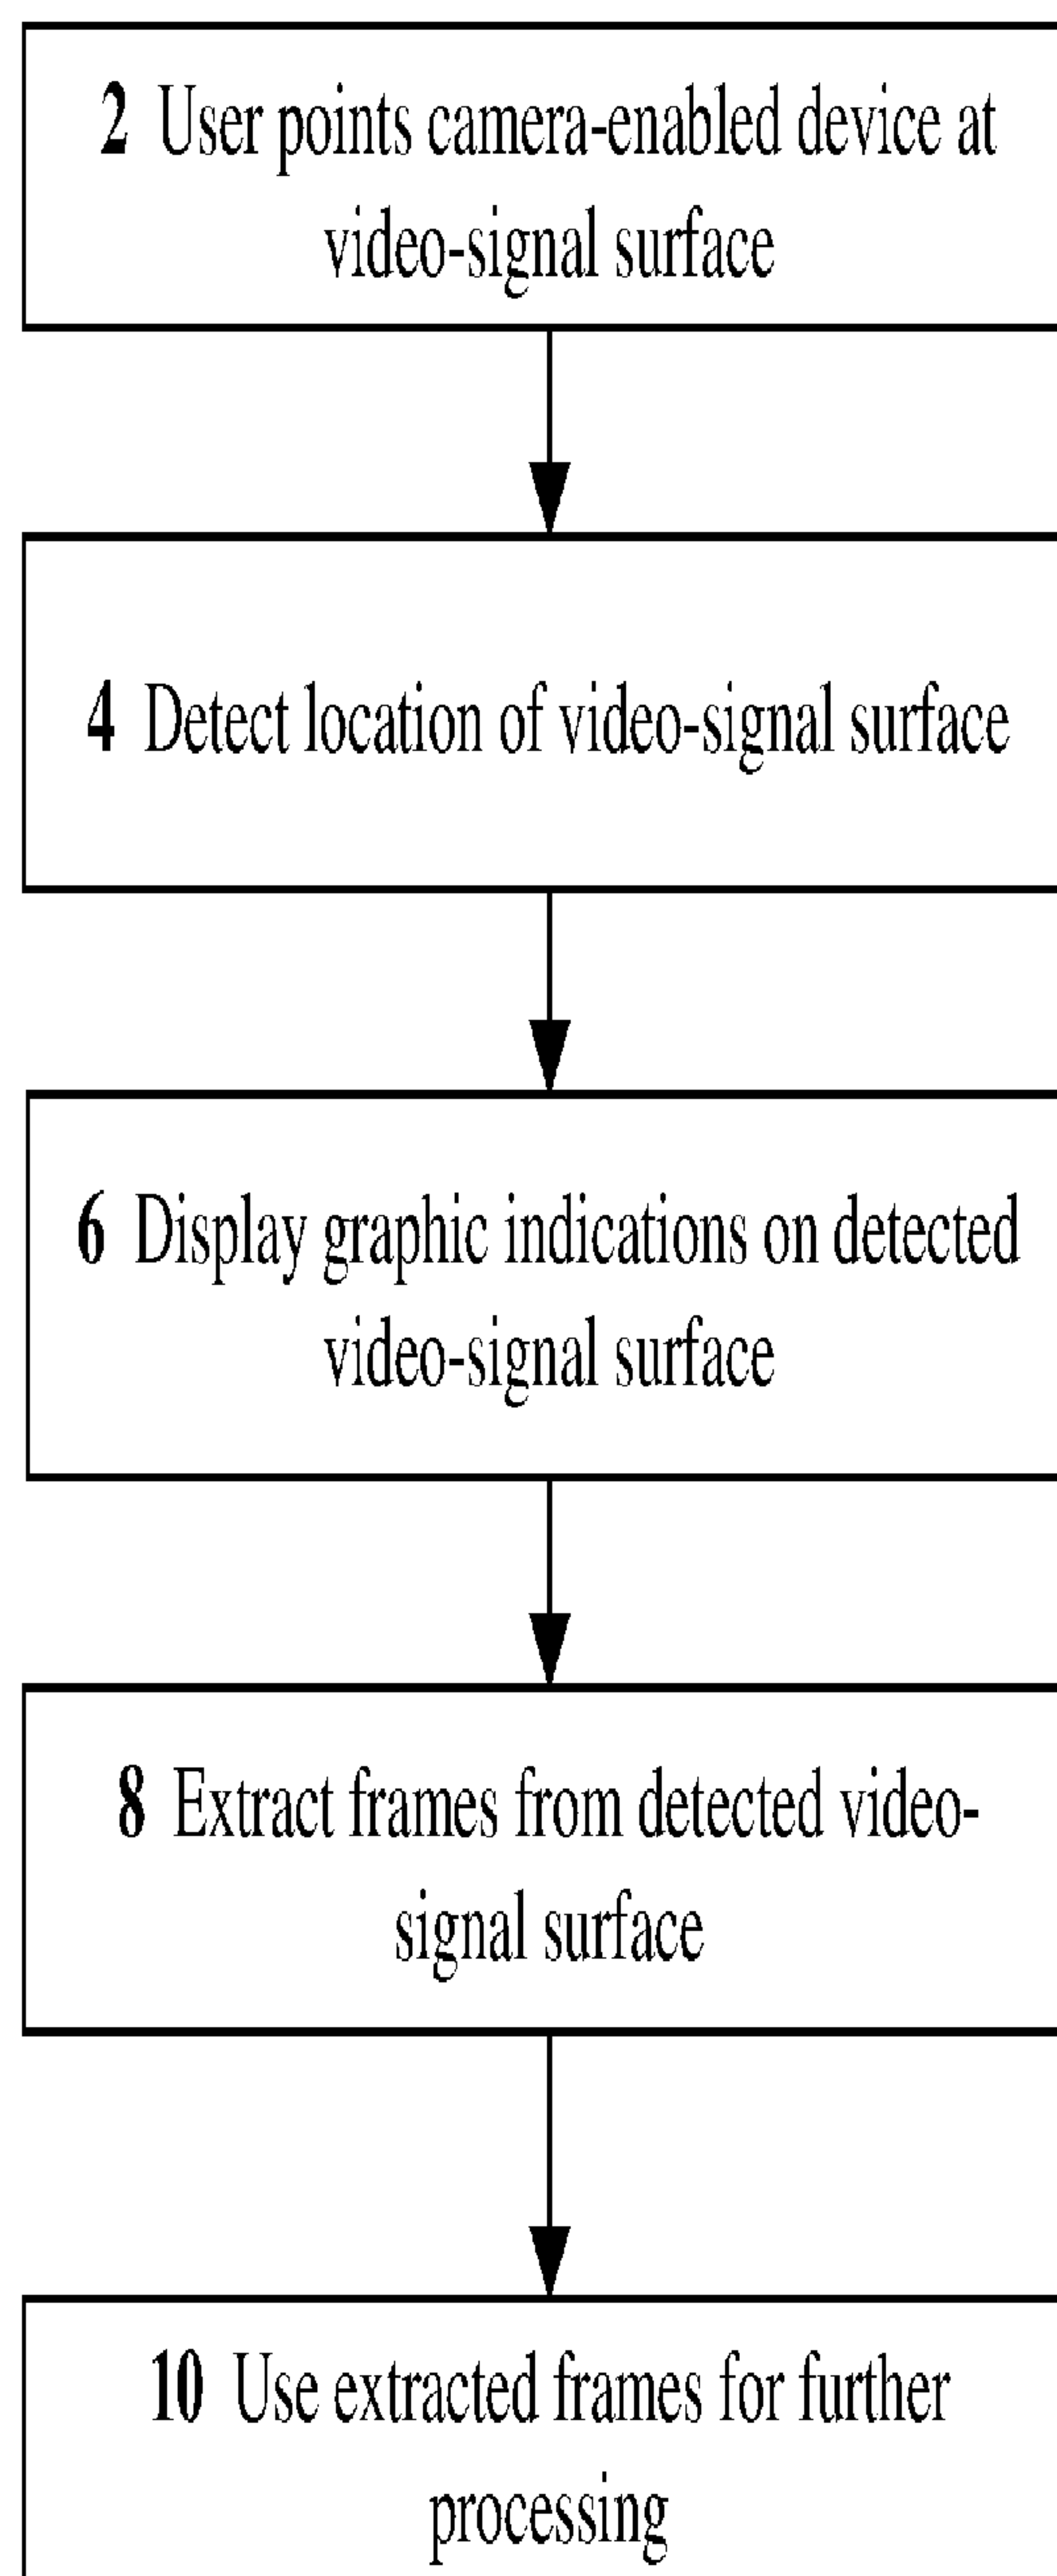 2 User points camera-enabled device at
video-signal surface
4 Detect location of video-signal surface
6 Display graphic indications on detected
video-signal surface
8 Extract frames from detected video-
signal surface
10 Use extracted frames for further
processing